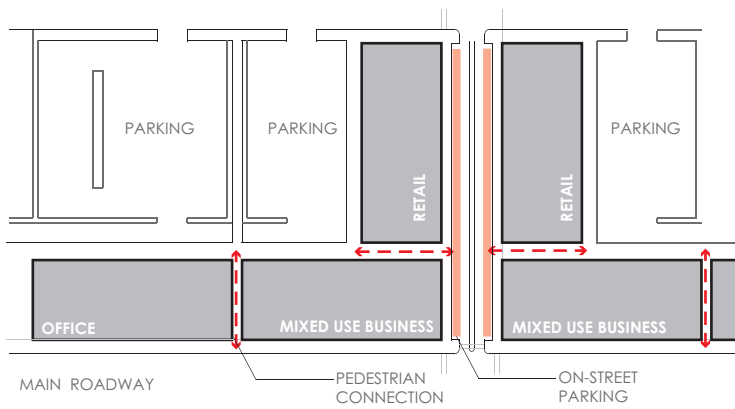 PARKING
PARKING
PARKING
RETAIL
RETAIL
OFFICE
MIXED USE BUSINESS
MIXED USE BUSINESS
MAIN ROADWAY
PEDESTRIAN
CONNECTION
ON-STREET
PARKING